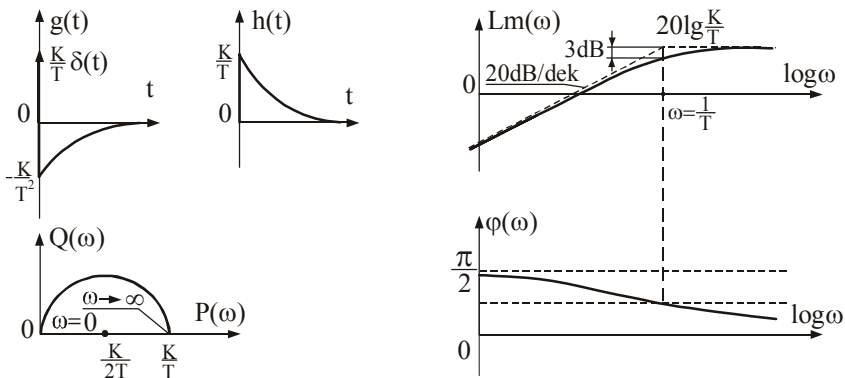 g(t)
K/T δ(t)
0
t
-K/T²
h(t)
K/T
0
t
Lm(ω)
20lg K/T
3dB
20dB/dek
0
logω
ω=1/T
Q(ω)
ω→∞
ω=0
0
P(ω)
K/2T
K/T
φ(ω)
π/2
0
logω